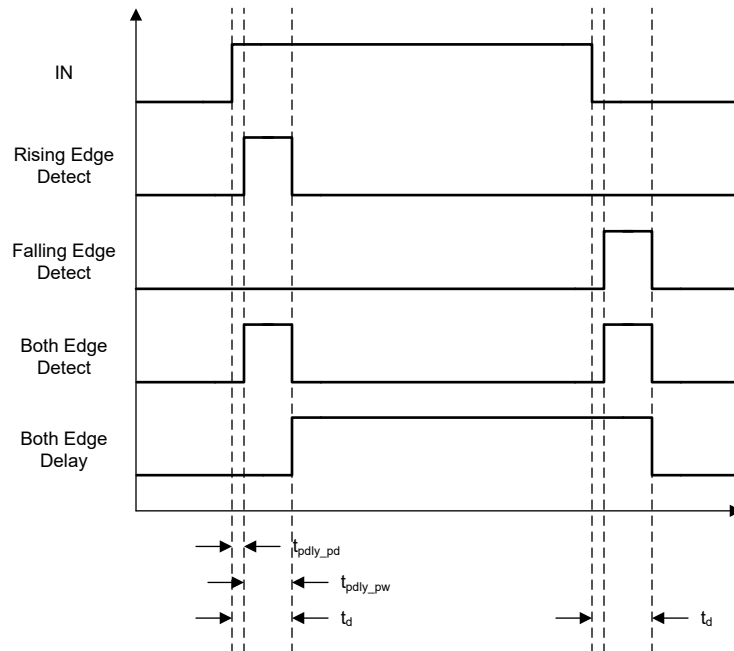 IN
Rising Edge
Detect
Falling Edge
Detect
Both Edge
Detect
Both Edge
Delay
tpdly_pd
tpdly_pw
td
td